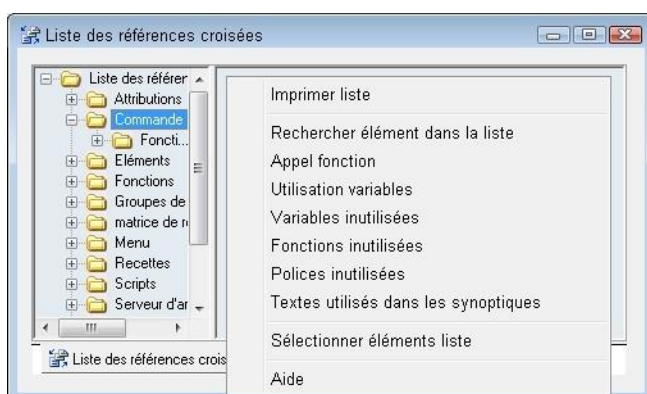 Liste des références croisées
Liste des référer
Attributions
Commande
Foncti...
Eléments
Fonctions
Groupes de
matrice de re
Menu
Recettes
Scripts
Serveur d'ar
Liste des références crois
Imprimer liste
Rechercher élément dans la liste
Appel fonction
Utilisation variables
Variables inutilisées
Fonctions inutilisées
Polices inutilisées
Textes utilisés dans les synoptiques
Sélectionner éléments liste
Aide